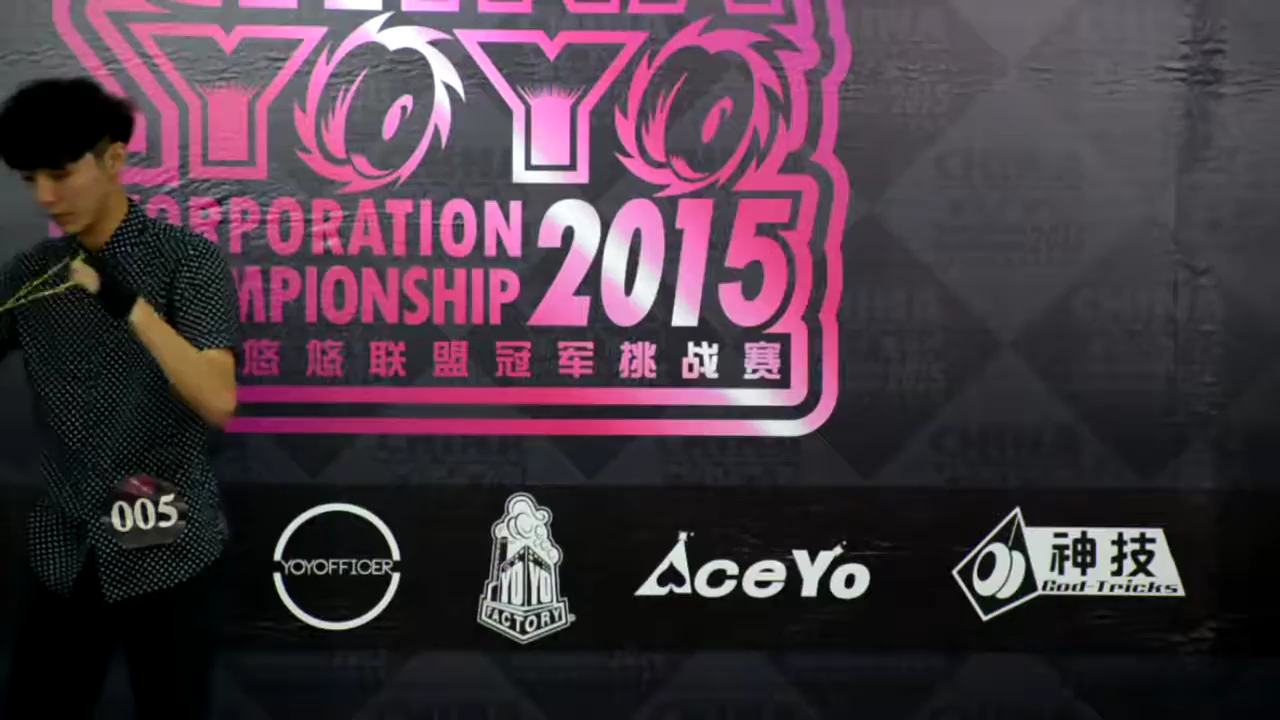 YOYO
CORPORATION
MPIONSHIP 2015
悠悠联盟冠军挑战赛
005
YOYOFFICER
YOYO
FACTORY
AceYo
神技
God-Tricks